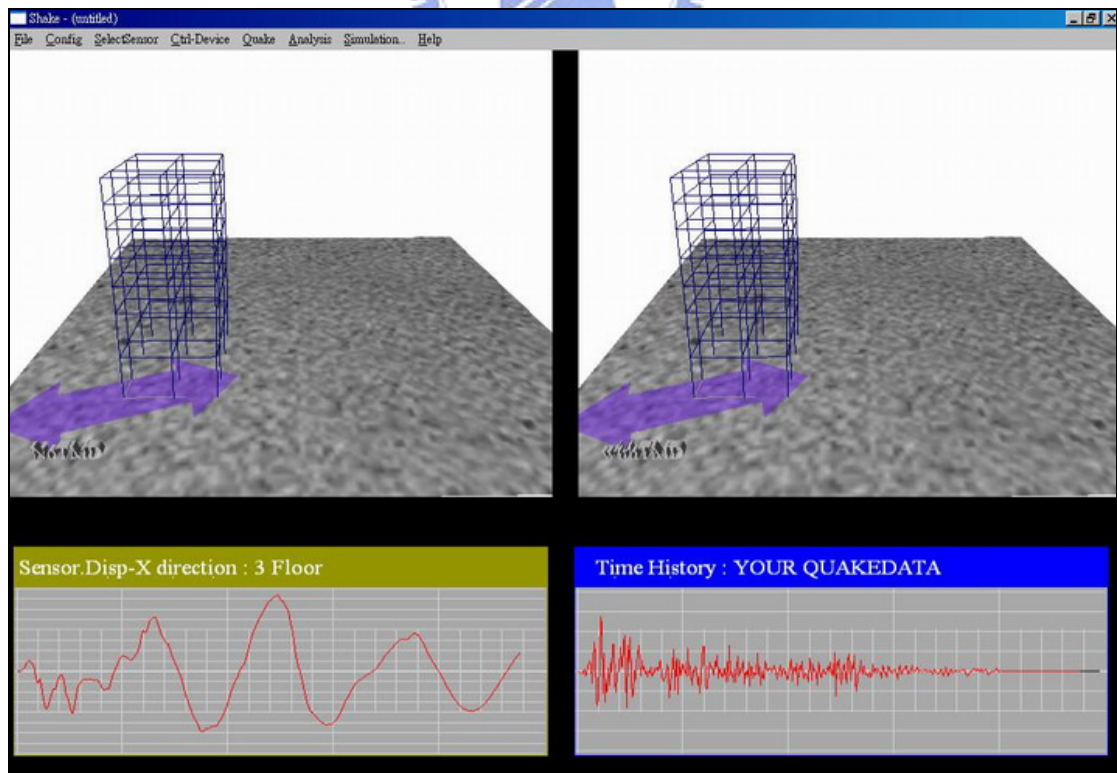 Shake - (untitled)
File Config SelectSensor Ctrl-Device Quake Analysis Simulation.. Help
Sensor.Disp-X direction : 3 Floor
Time History : YOUR QUAKEDATA